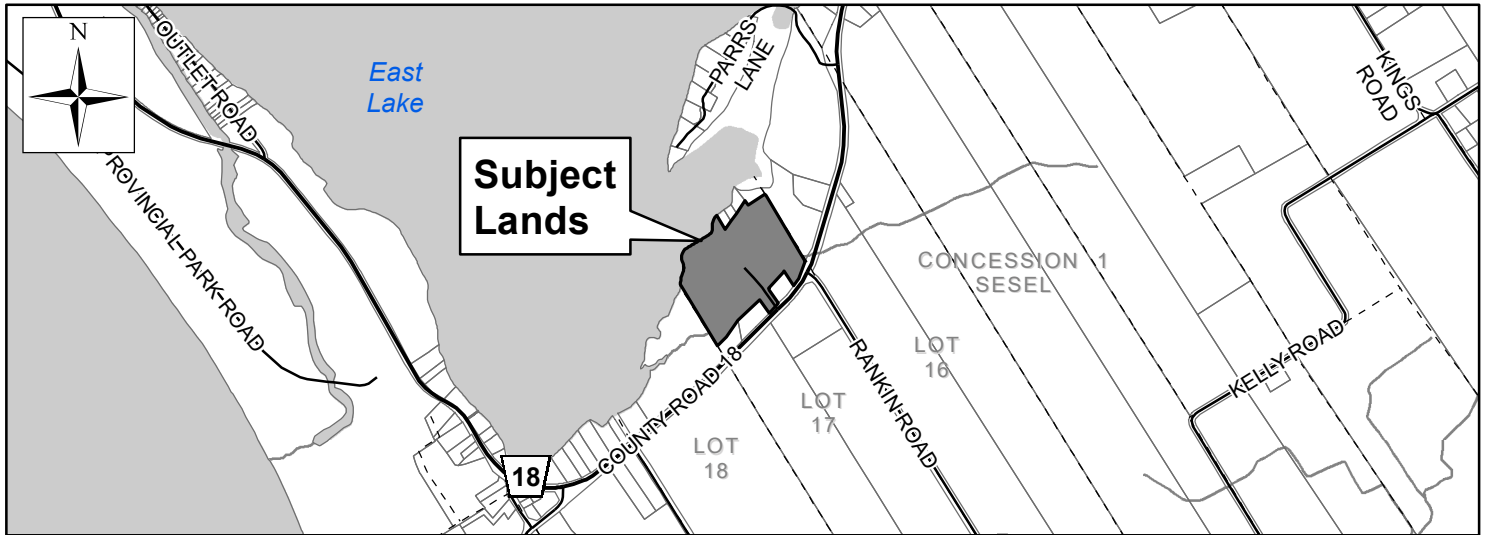 N
OUTLET ROAD
PROVINCIAL PARK ROAD
East
Lake
PARRS
LANE
KINGS
ROAD
Subject
Lands
CONCESSION 1
SESEL
LOT
16
LOT
17
LOT
18
RANKIN ROAD
KELLY ROAD
COUNTY ROAD 18
18